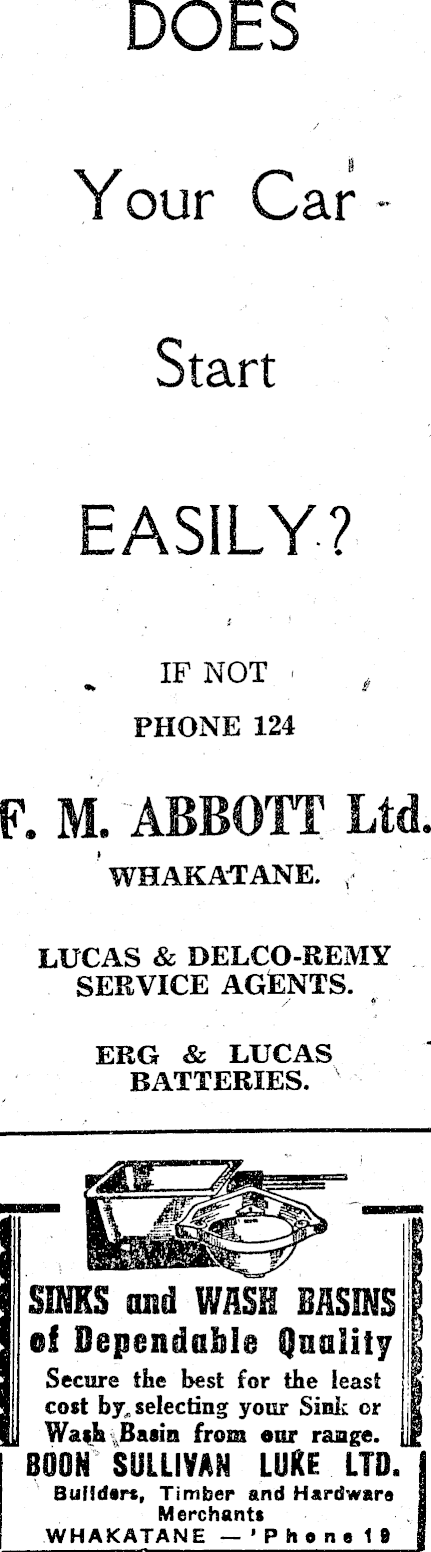 DOES
Your Car
Start
EASILY?
IF NOT
PHONE 124
F. M. ABBOTT Ltd.
WHAKATANE.
LUCAS & DELCO-REMY
SERVICE AGENTS.
ERG & LUCAS
BATTERIES.
SINKS and WASH BASINS
of Dependable Quality
Secure the best for the least
cost by selecting your Sink or
Wash Basin from our range.
BOON SULLIVAN LUKE LTD.
Builders, Timber and Hardware
Merchants
WHAKATANE — 'Phone 19